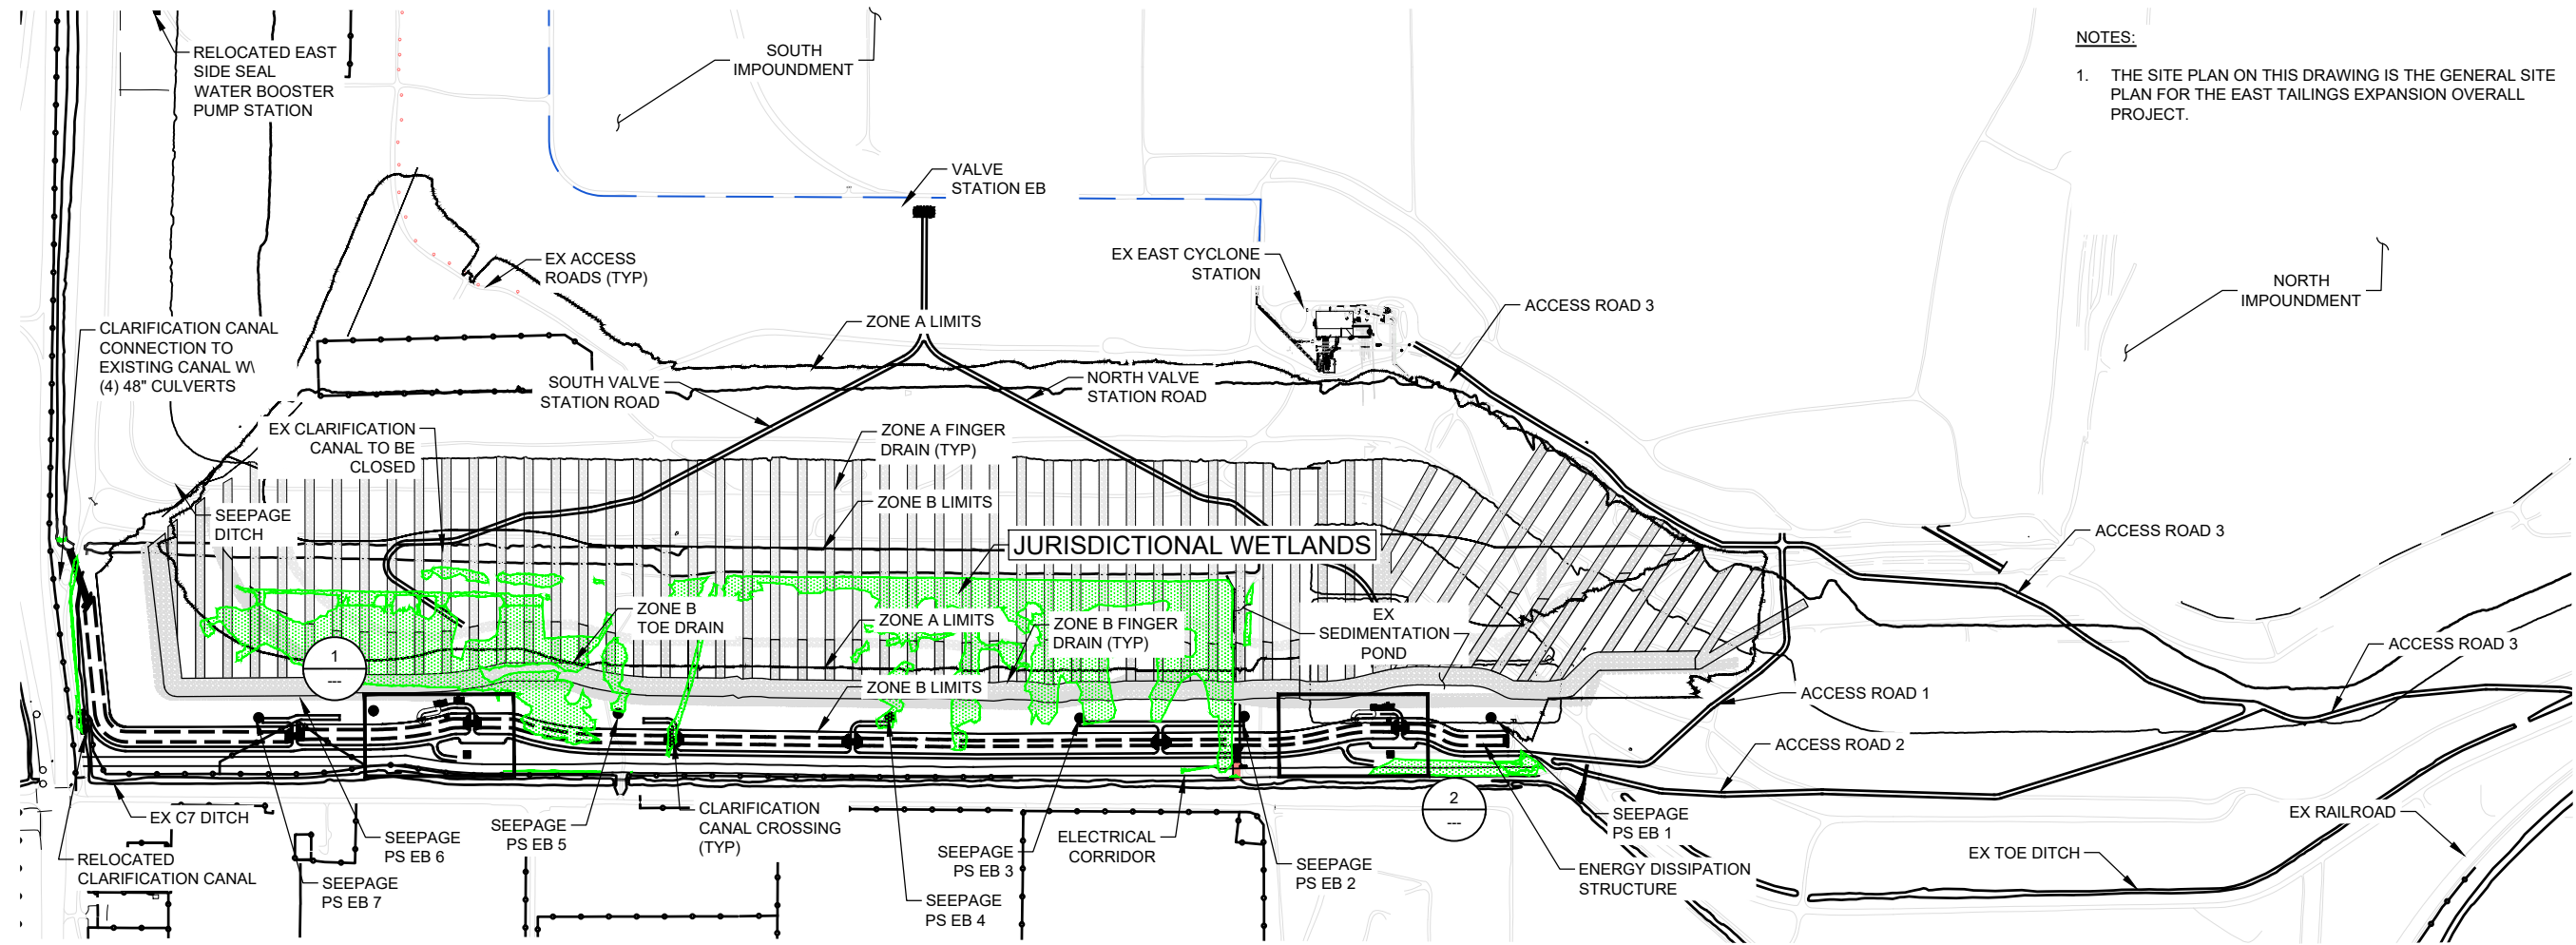 RELOCATED EAST
SIDE SEAL
WATER BOOSTER
PUMP STATION
SOUTH
IMPOUNDMENT
NOTES:
1. THE SITE PLAN ON THIS DRAWING IS THE GENERAL SITE
PLAN FOR THE EAST TAILINGS EXPANSION OVERALL
PROJECT.
VALVE
STATION EB
EX ACCESS
ROADS (TYP)
EX EAST CYCLONE
STATION
NORTH
IMPOUNDMENT
ACCESS ROAD 3
CLARIFICATION CANAL
CONNECTION TO
EXISTING CANAL W\
(4) 48" CULVERTS
ZONE A LIMITS
SOUTH VALVE
STATION ROAD
NORTH VALVE
STATION ROAD
EX CLARIFICATION
CANAL TO BE
CLOSED
ZONE A FINGER
DRAIN (TYP)
ZONE B LIMITS
SEEPAGE
DITCH
JURISDICTIONAL WETLANDS
ACCESS ROAD 3
ZONE B
TOE DRAIN
ZONE A LIMITS
ZONE B FINGER
DRAIN (TYP)
EX
SEDIMENTATION
POND
ACCESS ROAD 3
1
---
ZONE B LIMITS
ACCESS ROAD 1
ACCESS ROAD 2
2
---
EX C7 DITCH
SEEPAGE
PS EB 6
SEEPAGE
PS EB 5
CLARIFICATION
CANAL CROSSING
(TYP)
SEEPAGE
PS EB 3
ELECTRICAL
CORRIDOR
SEEPAGE
PS EB 1
EX RAILROAD
RELOCATED
CLARIFICATION CANAL
SEEPAGE
PS EB 7
SEEPAGE
PS EB 4
SEEPAGE
PS EB 2
ENERGY DISSIPATION
STRUCTURE
EX TOE DITCH